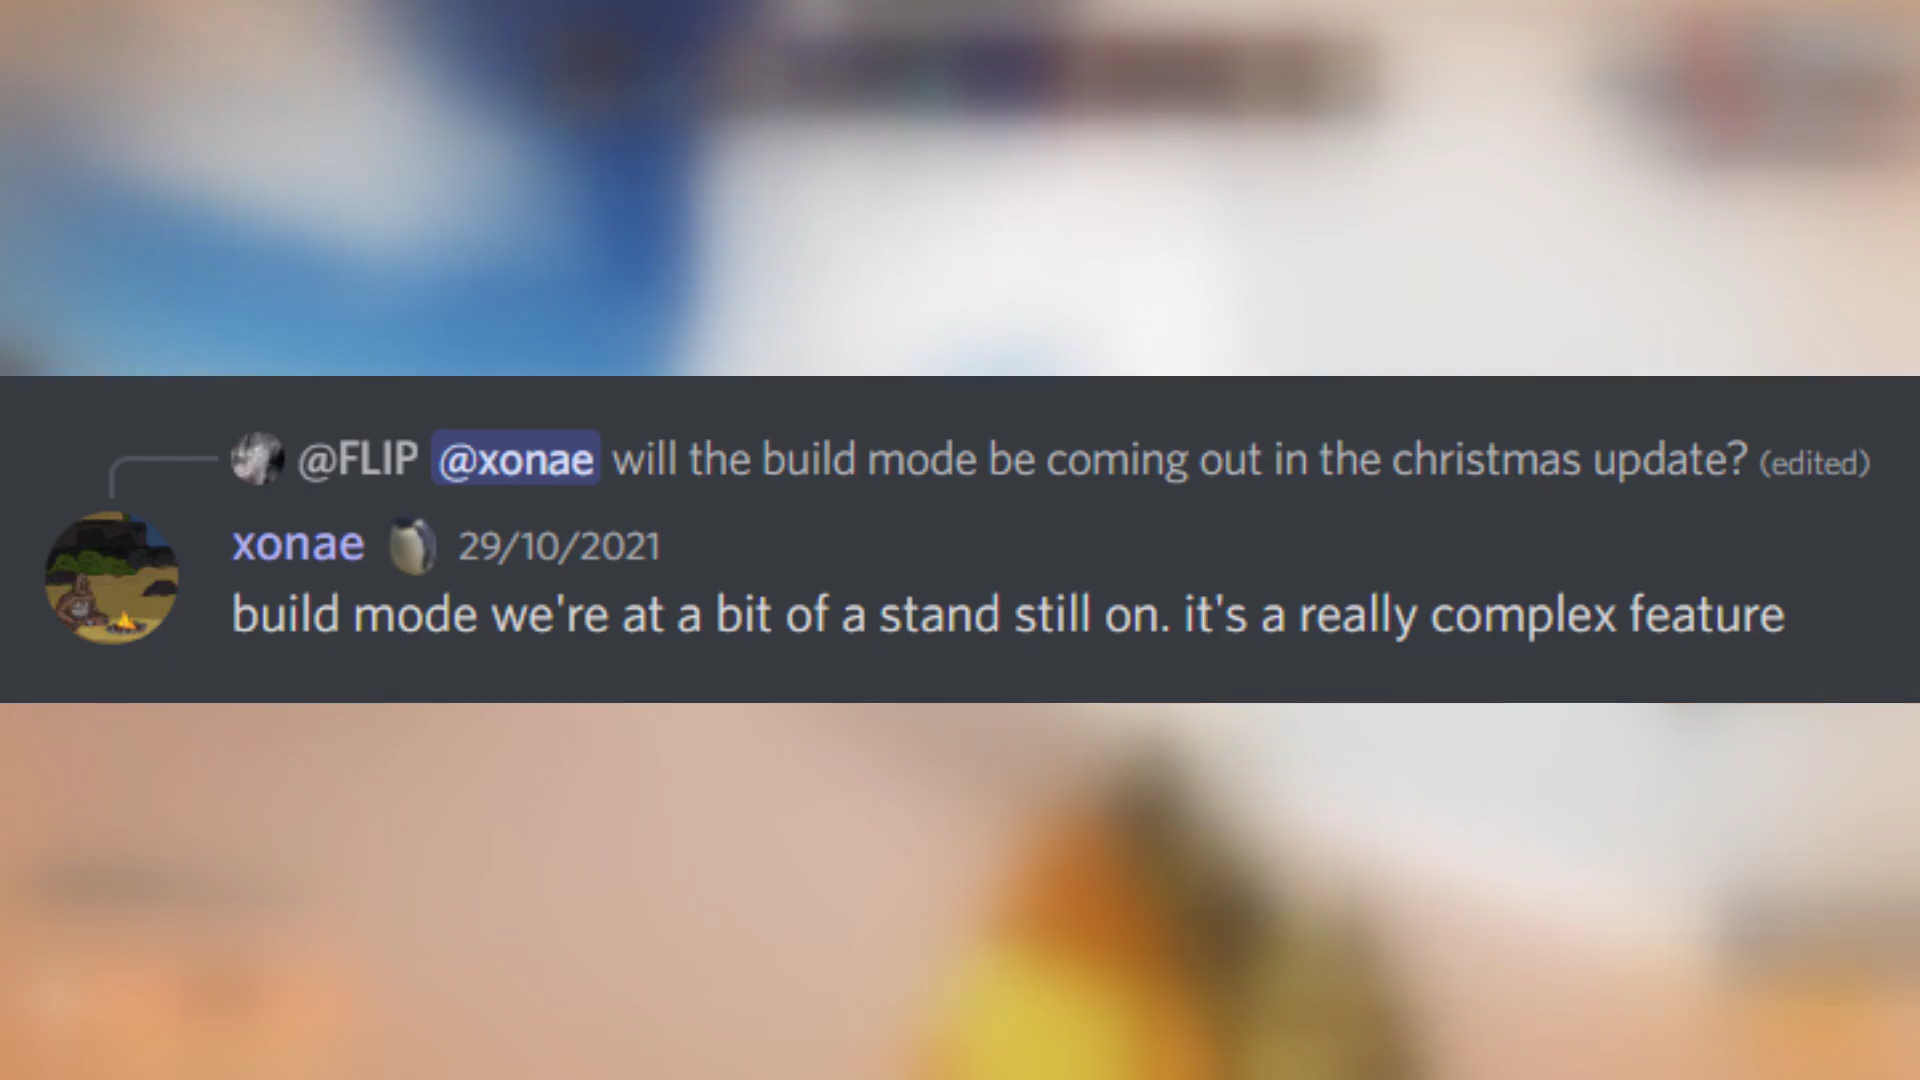 @FLIP @xonae will the build mode be coming out in the christmas update? (edited)
xonae 29/10/2021
build mode we're at a bit of a stand still on. it's a really complex feature